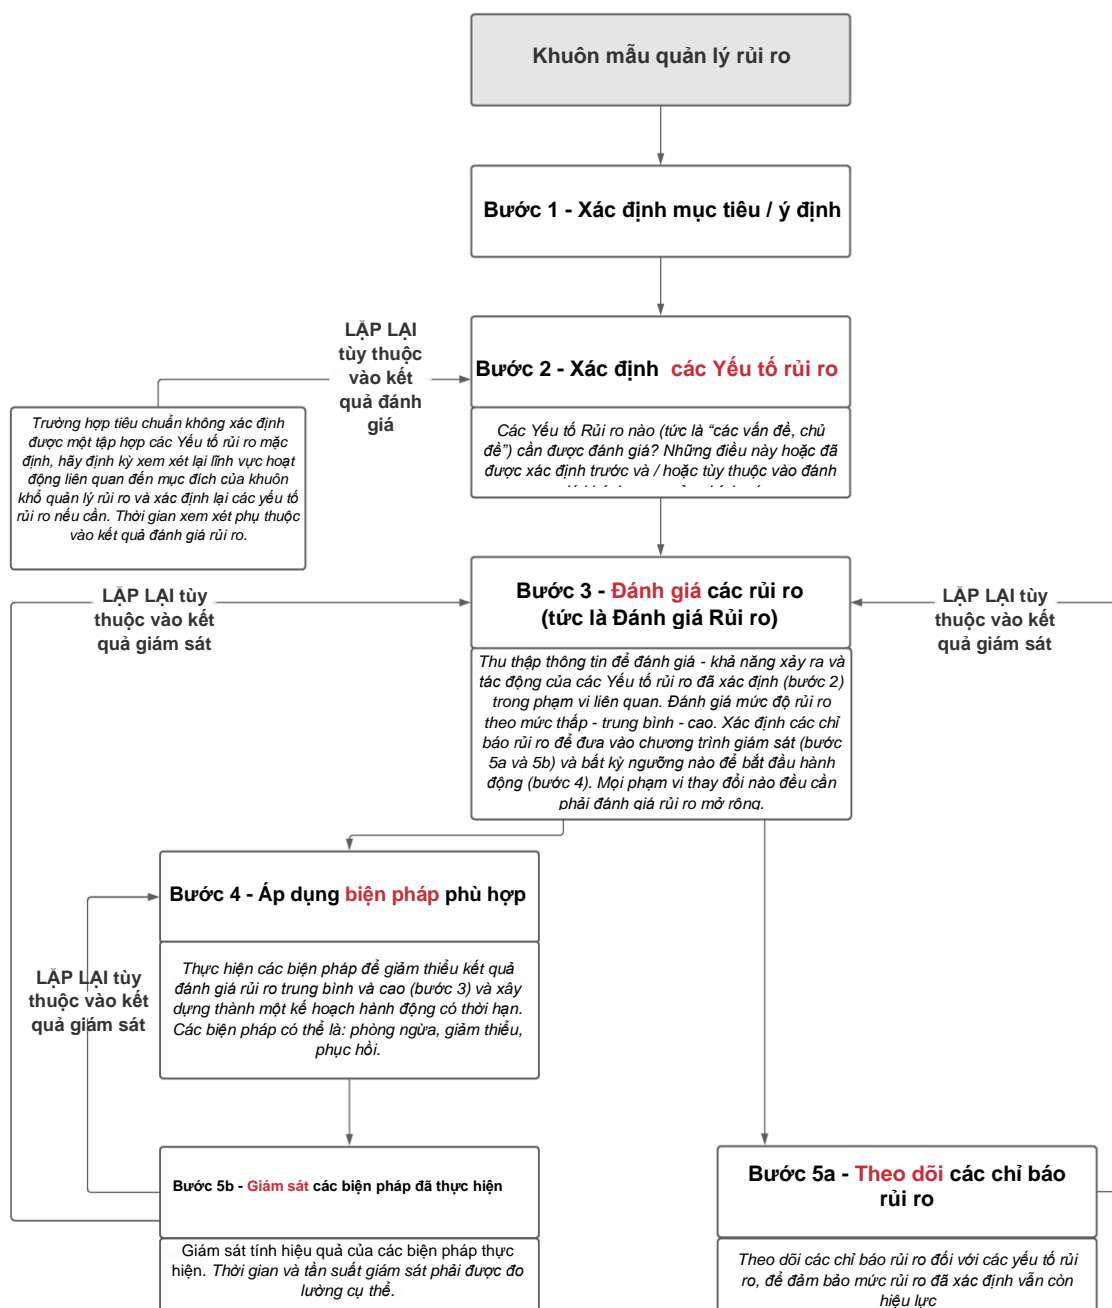 Khuôn mẫu quản lý rủi ro
Bước 1 - Xác định mục tiêu / ý định
LẶP LẠI
tùy thuộc
vào kết
quả đánh
giá
Bước 2 - Xác định các Yếu tố rủi ro
Các Yếu tố Rủi ro nào (tức là “các vấn đề, chủ
đề”) cần được đánh giá? Những điều này hoặc đã
được xác định trước và / hoặc tùy thuộc vào đánh
Trường hợp tiêu chuẩn không xác định
được một tập hợp các Yếu tố rủi ro mặc
định, hãy định kỳ xem xét lại lĩnh vực hoạt
động liên quan đến mục đích của khuôn
khổ quản lý rủi ro và xác định lại các yếu tố
rủi ro nếu cần. Thời gian xem xét phụ thuộc
vào kết quả đánh giá rủi ro.
LẶP LẠI tùy
thuộc vào kết
quả giám sát
Bước 3 - Đánh giá các rủi ro
(tức là Đánh giá Rủi ro)
LẶP LẠI tùy
thuộc vào kết
quả giám sát
Thu thập thông tin để đánh giá - khả năng xảy ra và
tác động của các Yếu tố rủi ro đã xác định (bước 2)
trong phạm vi liên quan. Đánh giá mức độ rủi ro
theo mức thấp - trung bình - cao. Xác định các chỉ
báo rủi ro để đưa vào chương trình giám sát (bước
5a và 5b) và bất kỳ ngưỡng nào để bắt đầu hành
động (bước 4). Mọi phạm vi thay đổi nào đều cần
phải đánh giá rủi ro mở rộng.
Bước 4 - Áp dụng biện pháp phù hợp
Thực hiện các biện pháp để giảm thiểu kết quả
đánh giá rủi ro trung bình và cao (bước 3) và xây
dựng thành một kế hoạch hành động có thời hạn.
Các biện pháp có thể là: phòng ngừa, giảm thiểu,
phục hồi.
LẶP LẠI tùy
thuộc vào kết
quả giám sát
Bước 5b - Giám sát các biện pháp đã thực hiện
Giám sát tính hiệu quả của các biện pháp thực
hiện. Thời gian và tần suất giám sát phải được đo
lường cụ thể.
Bước 5a - Theo dõi các chỉ báo
rủi ro
Theo dõi các chỉ báo rủi ro đối với các yếu tố rủi
ro, để đảm bảo mức rủi ro đã xác định vẫn còn
hiệu lực